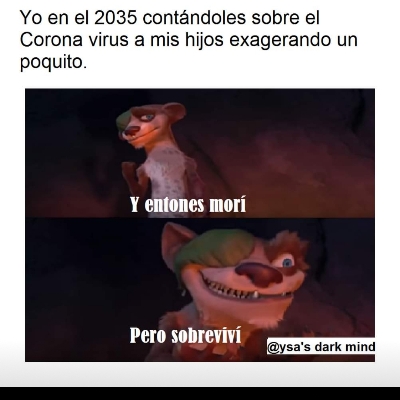 Yo en el 2035 contándoles sobre el
Corona virus a mis hijos exagerando un
poquito.
Y entones morí
Pero sobreviví
@ysa's dark mind